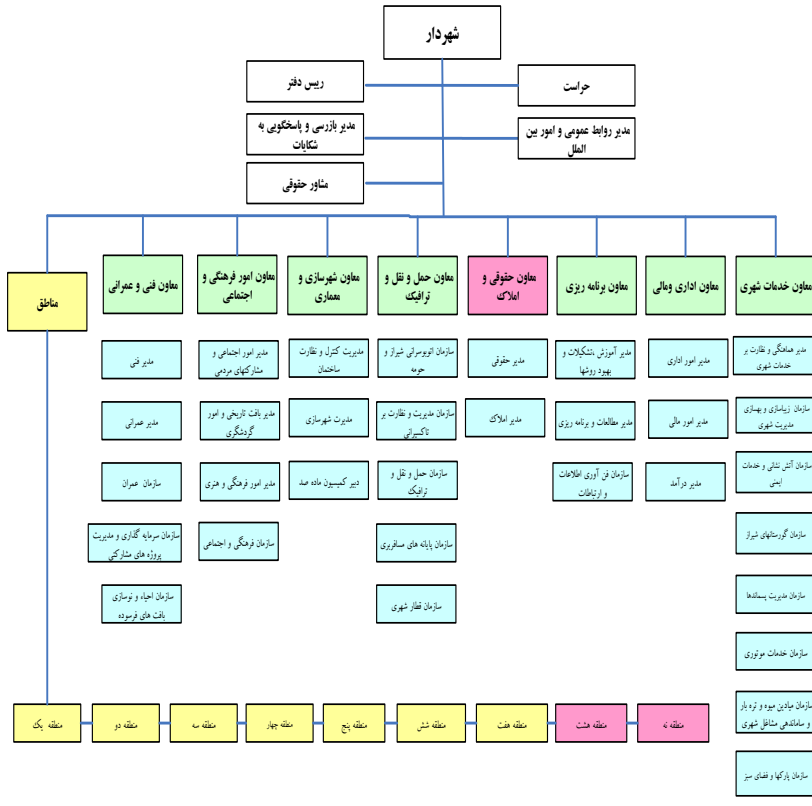 شهردار
حراست
رییس دفتر
مدیر روابط عمومی و امور بین
الملل
مدیر بازرسی و پاسخگویی به
شکایات
مشاور حقوقی
معاون خدمات شهری
معاون اداری ومالی
معاون برنامه ریزی
معاون حقوقی و
املاک
معاون حمل و نقل و
ترافیک
معاون شهرسازی و
معماری
معاون امور فرهنگی و
اجتماعی
معاون فنی و عمرانی
مناطق
مدیر هماهنگی و نظارت بر
خدمات شهری
سازمان زیباسازی و بهسازی
مدیریت شهری
سازمان آتش نشانی و خدمات
ایمنی
سازمان گورستانهای شیراز
سازمان مدیریت پسماندها
سازمان خدمات موتوری
سازمان میادین میوه و تره بار
و ساماندهی مشاغل شهری
سازمان پارکها و فضای سبز
مدیر امور اداری
مدیر امور مالی
مدیر درآمد
مدیر آموزش ،تشکیلات و
بهبود روشها
مدیر مطالعات و برنامه ریزی
سازمان فن آوری اطلاعات
و ارتباطات
مدیر حقوقی
مدیر املاک
سازمان اتوبوسرانی شیراز و
حومه
سازمان مدیریت و نظارت بر
تاکسیرانی
سازمان حمل و نقل و
ترافیک
سازمان پایانه های مسافربری
سازمان قطار شهری
مدیریت کنترل و نظارت
ساختمان
مدیرت شهرسازی
دبیر کمیسیون ماده صد
مدیر امور اجتماعی و
مشارکتهای مردمی
مدیر بافت تاریخی و امور
گردشگری
مدیر امور فرهنگی و هنری
سازمان فرهنگی و اجتماعی
مدیر فنی
مدیر عمرانی
سازمان عمران
سازمان سرمایه گذاری و مدیریت
پروژه های مشارکتی
سازمان احیاء و نوسازی
بافت های فرسوده
منطقه یک
منطقه دو
منطقه سه
منطقه چهار
منطقه پنج
منطقه شش
منطقه هفت
منطقه هشت
منطقه نه